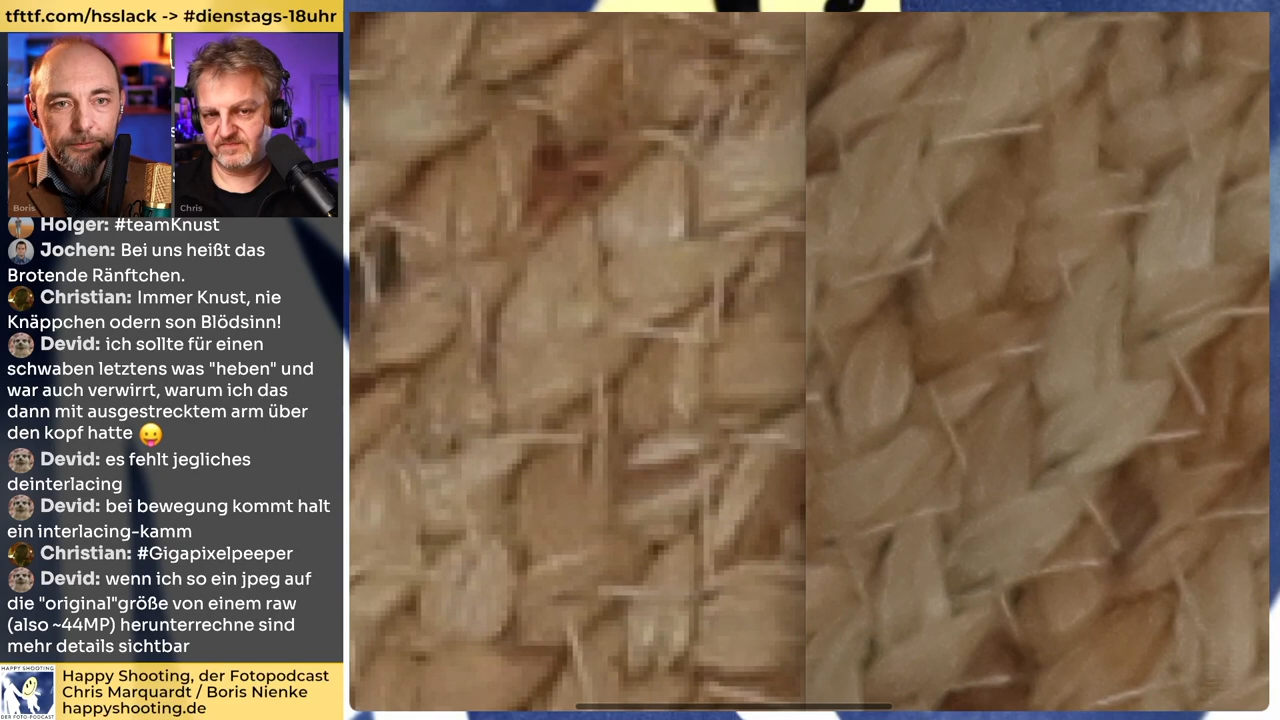 tfttf.com/hsslack -> #dienstags-18uhr
Boris
Chris
Holger: #teamKnust
Jochen: Bei uns heißt das
Brotende Ränftchen.
Christian: Immer Knust, nie
Knäppchen odern son Blödsinn!
Devid: ich sollte für einen
schwaben letztens was "heben" und
war auch verwirrt, warum ich das
dann mit ausgestrecktem arm über
den kopf hatte 😛
Devid: es fehlt jegliches
deinterlacing
Devid: bei bewegung kommt halt
ein interlacing-kamm
Christian: #Gigapixelpeeper
Devid: wenn ich so ein jpeg auf
die "original"größe von einem raw
(also ~44MP) herunterrechne sind
mehr details sichtbar
HAPPY SHOOTING
DER FOTO-PODCAST
Happy Shooting, der Fotopodcast
Chris Marquardt / Boris Nienke
happyshooting.de